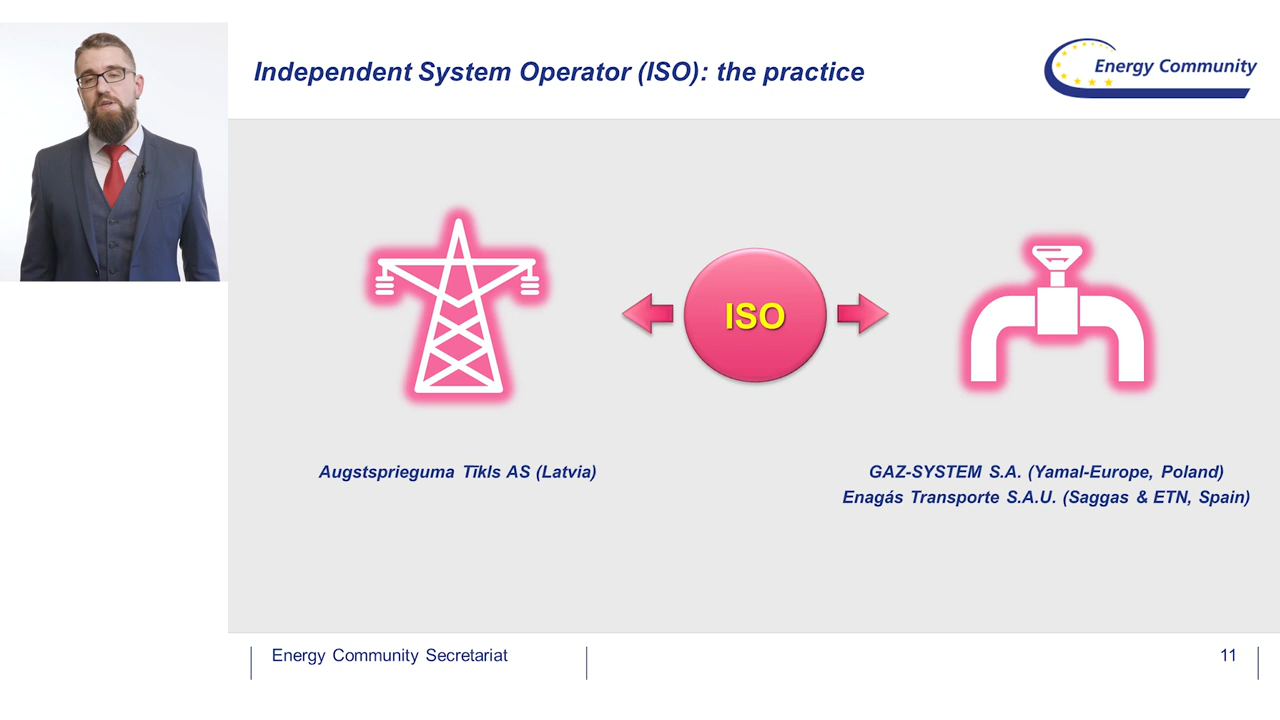 Independent System Operator (ISO): the practice
Energy Community
ISO
Augstsprieguma Tīkls AS (Latvia)
GAZ-SYSTEM S.A. (Yamal-Europe, Poland)
Enagás Transporte S.A.U. (Saggas & ETN, Spain)
Energy Community Secretariat
11